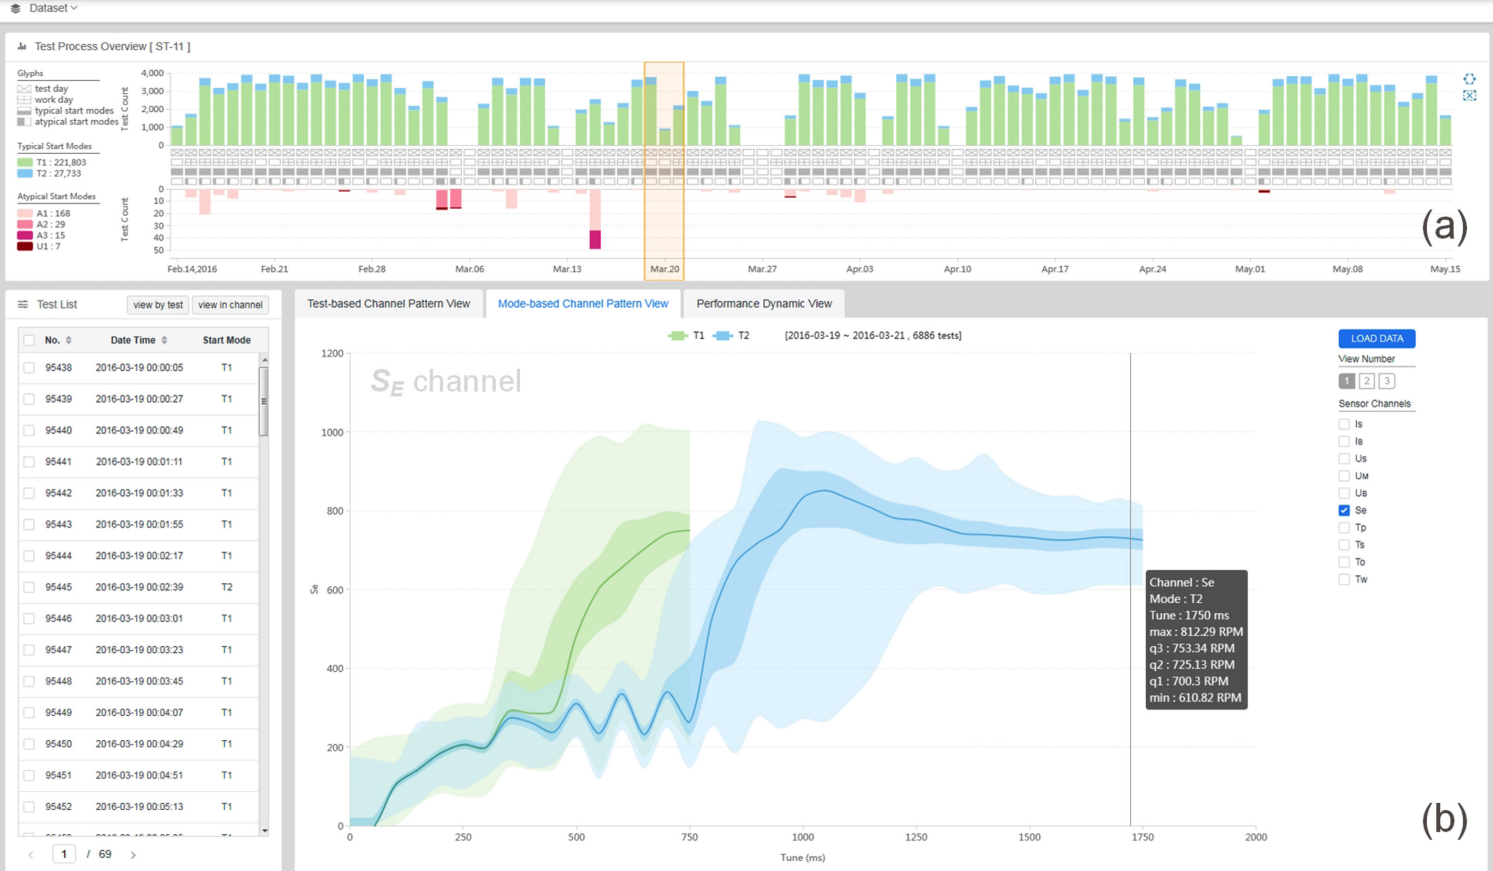 Dataset
Test Process Overview [ ST-11 ]
Glyphs
test day
work day
typical start modes
atypical start modes
Typical Start Modes
T1 : 221,803
T2 : 27,733
Atypical Start Modes
A1 : 168
A2 : 29
A3 : 15
U1 : 7
Test Count
4,000
3,000
2,000
1,000
0
Test Count
0
10
20
30
40
50
Feb.14,2016 Feb.21 Feb.28 Mar.06 Mar.13 Mar.20 Mar.27 Apr.03 Apr.10 Apr.17 Apr.24 May.01 May.08 May.15
(a)
Test List view by test view in channel
No. Date Time Start Mode
95438 2016-03-19 00:00:05 T1
95439 2016-03-19 00:00:27 T1
95440 2016-03-19 00:00:49 T1
95441 2016-03-19 00:01:11 T1
95442 2016-03-19 00:01:33 T1
95443 2016-03-19 00:01:55 T1
95444 2016-03-19 00:02:17 T1
95445 2016-03-19 00:02:39 T2
95446 2016-03-19 00:03:01 T1
95447 2016-03-19 00:03:23 T1
95448 2016-03-19 00:03:45 T1
95449 2016-03-19 00:04:07 T1
95450 2016-03-19 00:04:29 T1
95451 2016-03-19 00:04:51 T1
95452 2016-03-19 00:05:13 T1
< 1 / 69 >
Test-based Channel Pattern View Mode-based Channel Pattern View Performance Dynamic View
T1 T2 [2016-03-19 ~ 2016-03-21 , 6886 tests]
SE channel
Se
1200
1000
800
600
400
200
0
0 250 500 750 1000 1250 1500 1750 2000
Tune (ms)
Channel : Se
Mode : T2
Tune : 1750 ms
max : 812.29 RPM
q3 : 753.34 RPM
q2 : 725.13 RPM
q1 : 700.3 RPM
min : 610.82 RPM
LOAD DATA
View Number
1 2 3
Sensor Channels
Is
IB
Us
UM
UB
Se
Tp
Ts
To
Tw
(b)